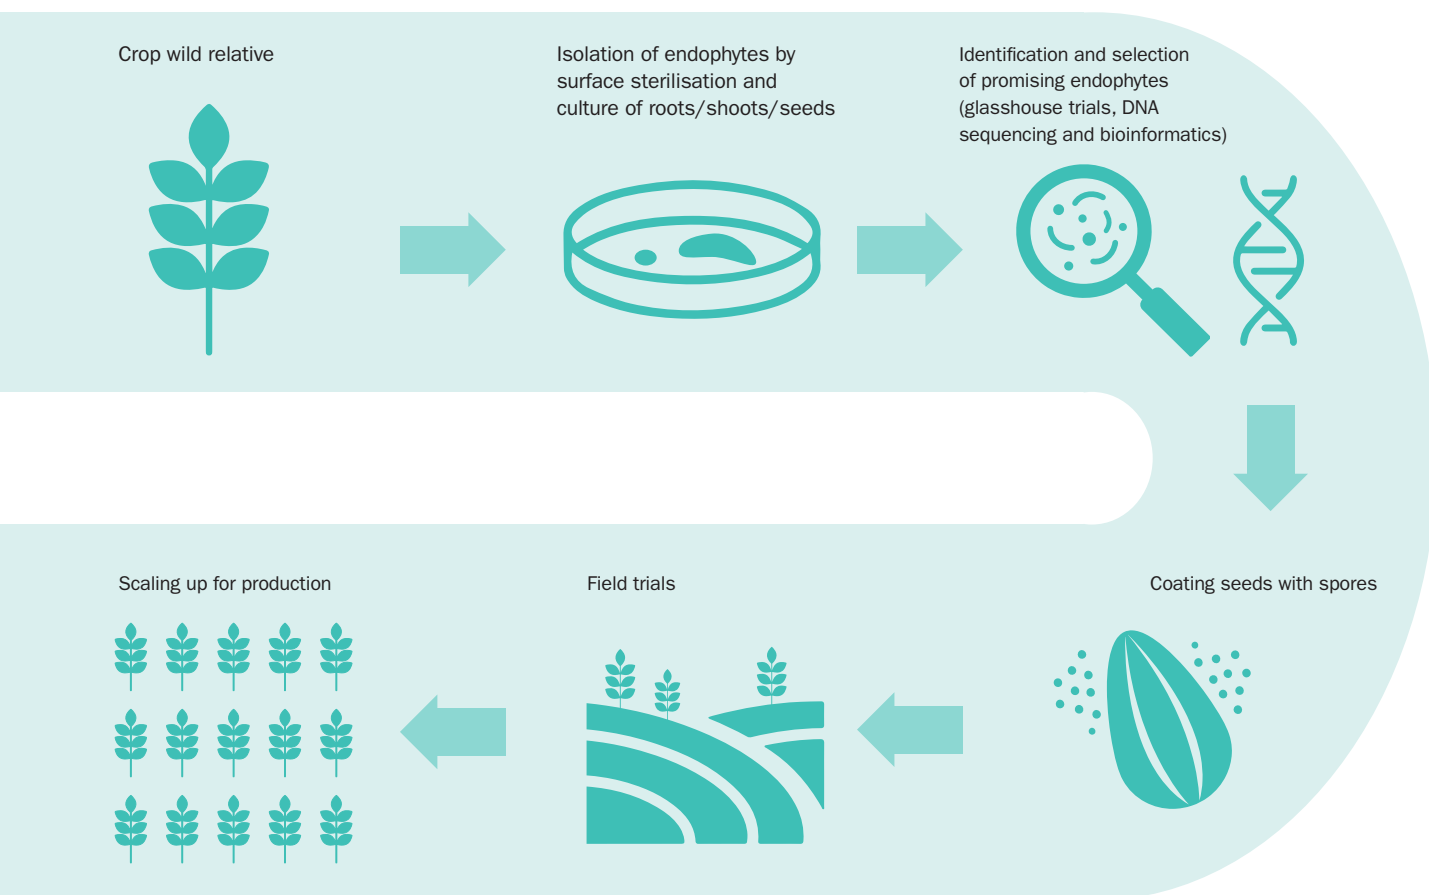 Crop wild relative
Isolation of endophytes by
surface sterilisation and
culture of roots/shoots/seeds
Identification and selection
of promising endophytes
(glasshouse trials, DNA
sequencing and bioinformatics)
Coating seeds with spores
Field trials
Scaling up for production